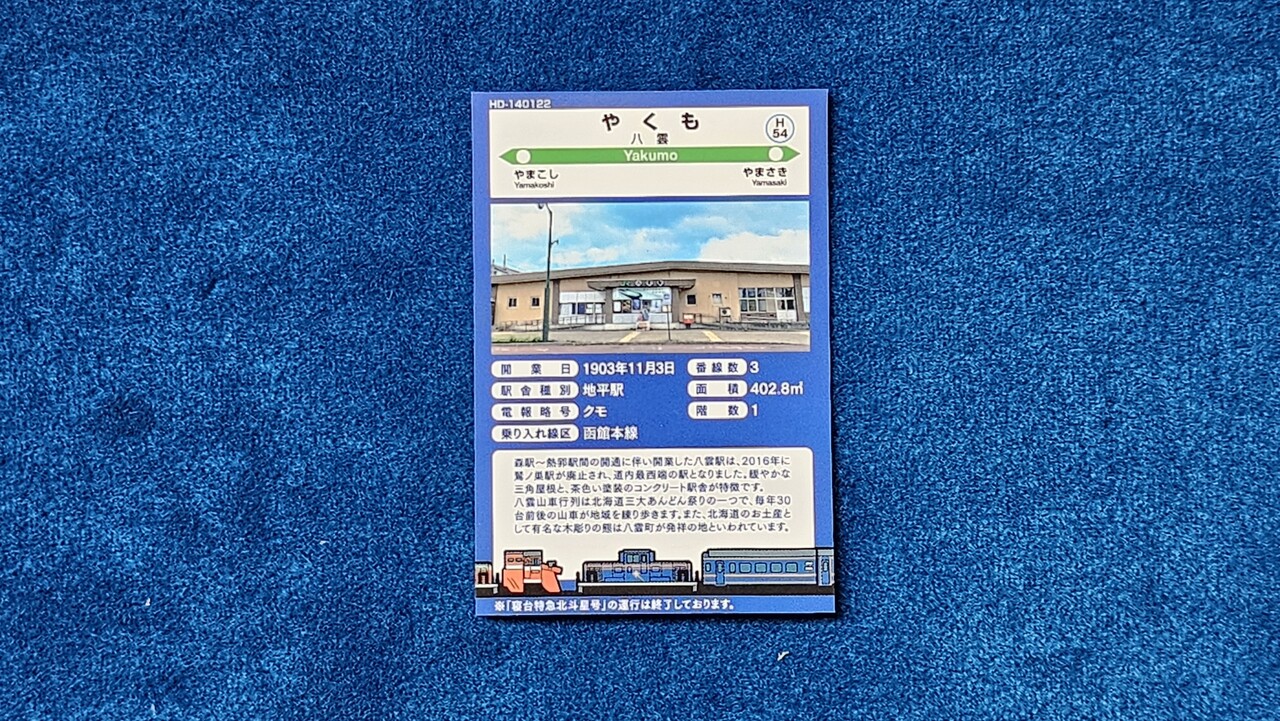 HD-140122
やくも
八雲
H
54
Yakumo
やまこし
Yamakoshi
やまさき
Yamasaki
開業日 1903年11月3日
番線数 3
駅舎種別 地平駅
面積 402.8㎡
電報略号 クモ
階数 1
乗り入れ線区 函館本線
森駅~熱郛駅間の開通に伴い開業した八雲駅は、2016年に
鷲ノ巣駅が廃止され、道内最西端の駅となりました。緩やかな
三角屋根と、茶色い塗装のコンクリート駅舎が特徴です。
八雲山車行列は北海道三大あんどん祭りの一つで、毎年30
台前後の山車が地域を練り歩きます。また、北海道のお土産と
して有名な木彫りの熊は八雲町が発祥の地といわれています。
※「寝台特急北斗星号」の運行は終了しております。